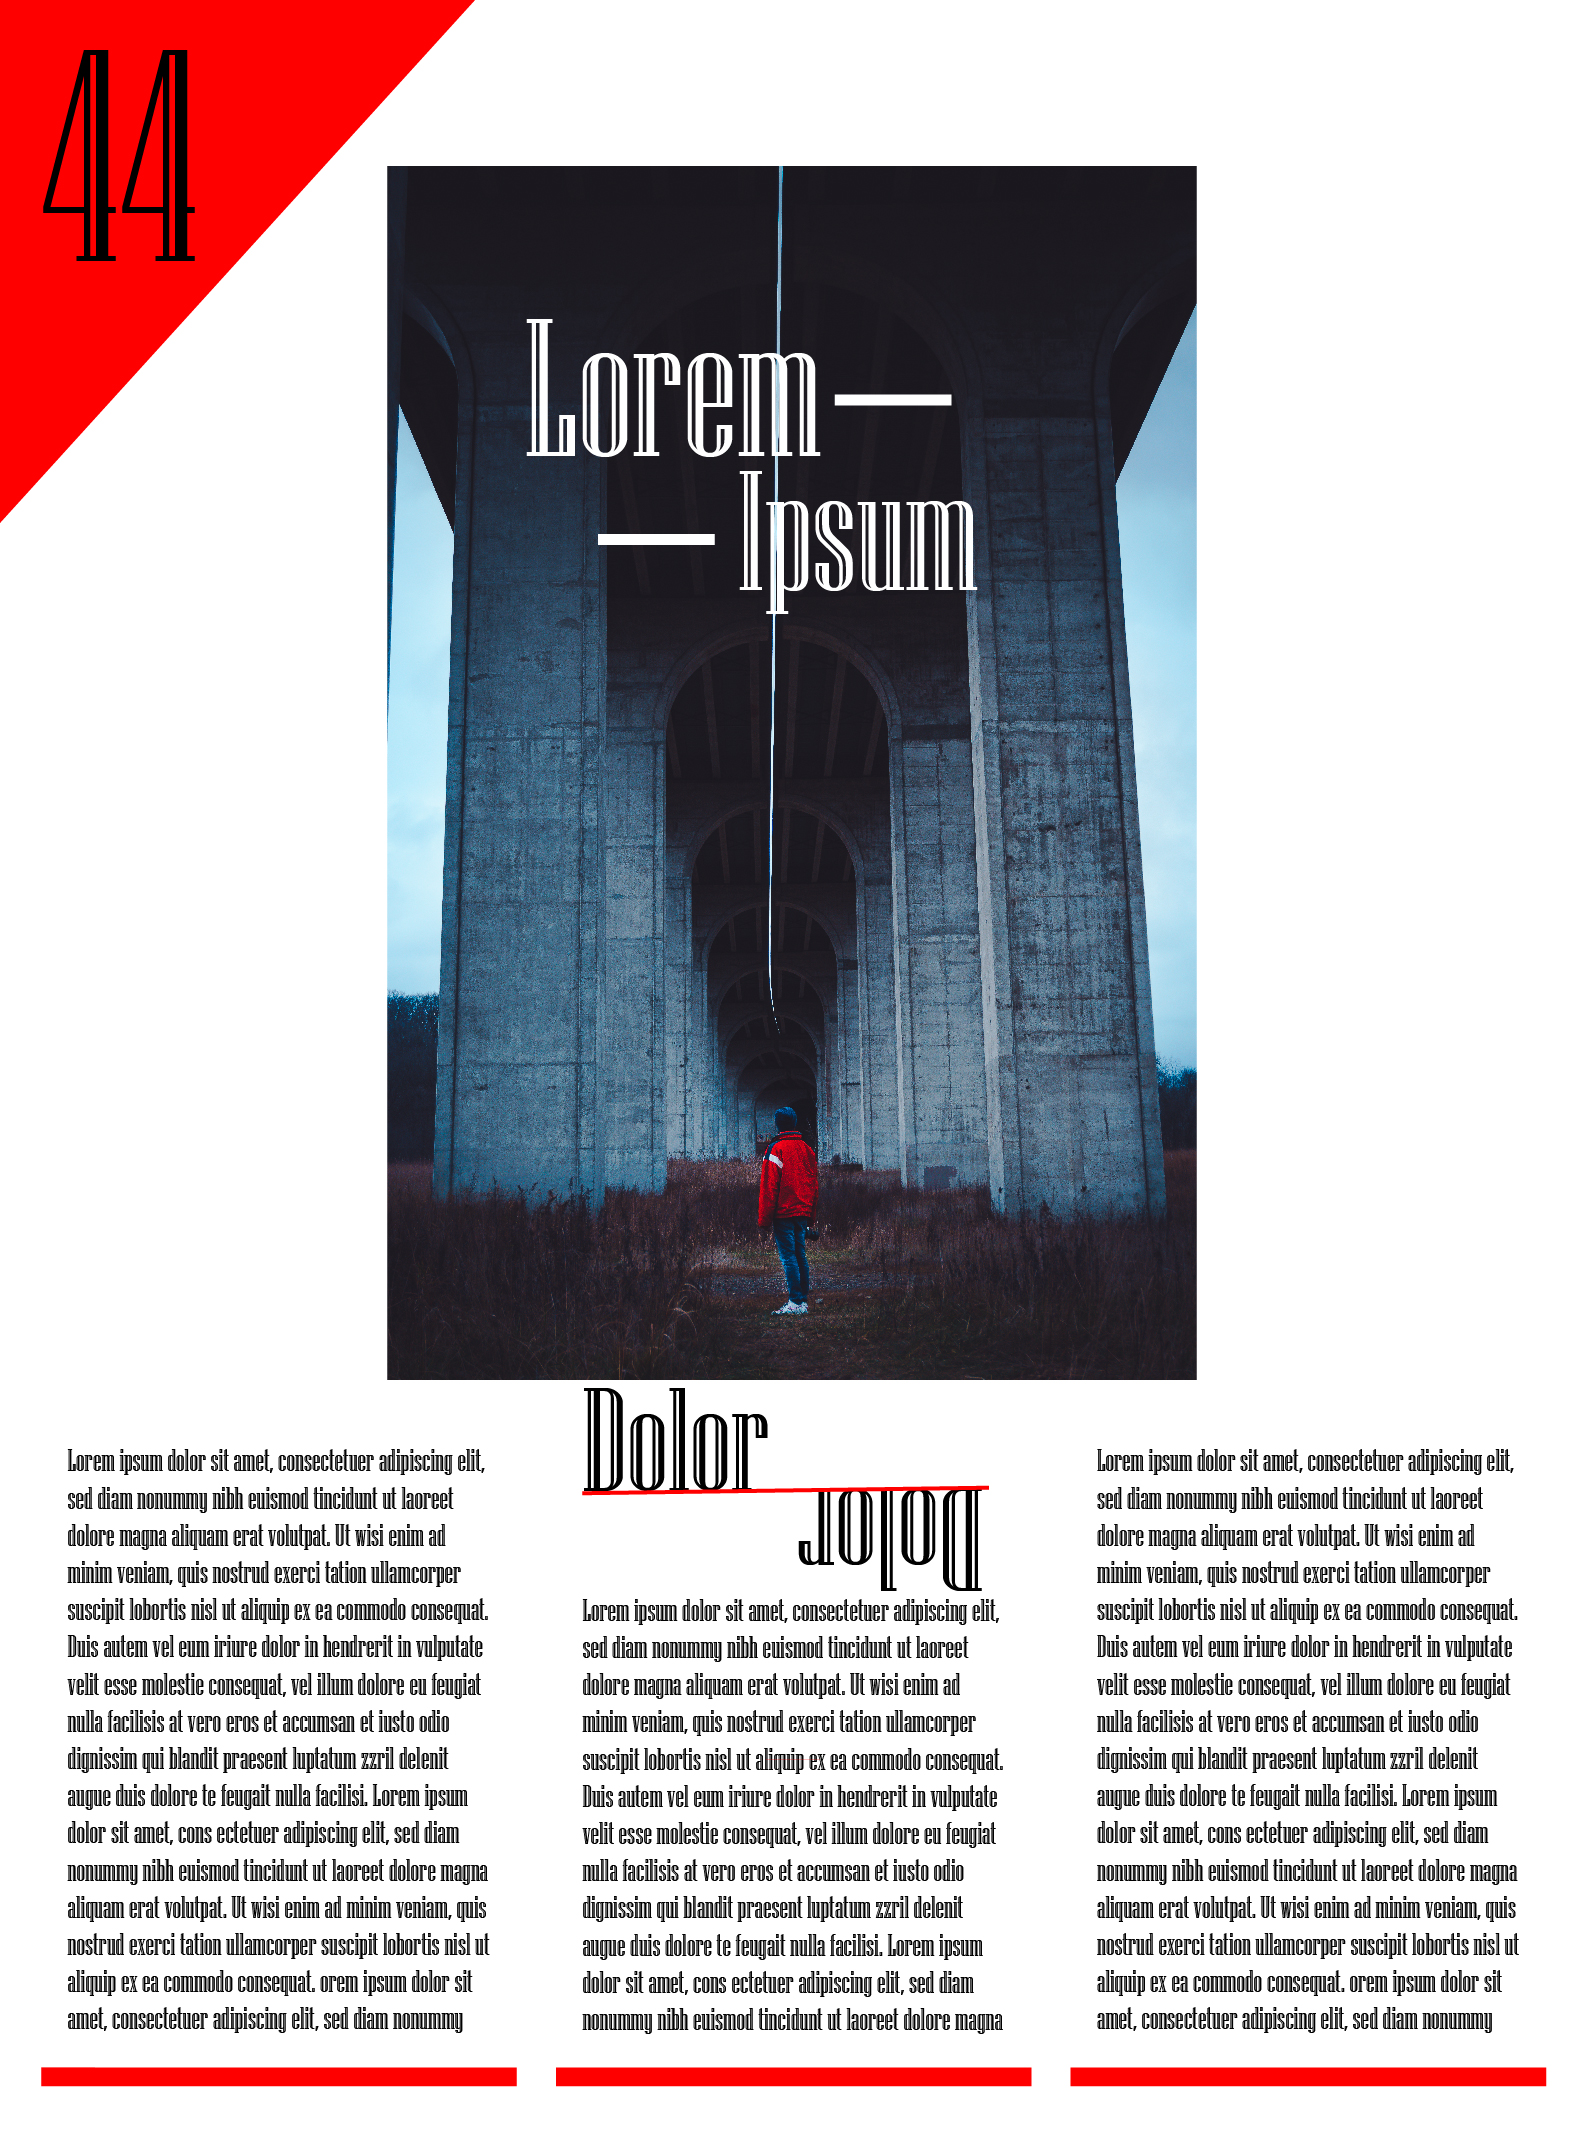 44
Lorem —
— Ipsum
Lorem ipsum dolor sit amet, consectetuer adipiscing elit,
sed diam nonummy nibh euismod tincidunt ut laoreet
dolore magna aliquam erat volutpat. Ut wisi enim ad
minim veniam, quis nostrud exerci tation ullamcorper
suscipit lobortis nisl ut aliquip ex ea commodo consequat.
Duis autem vel eum iriure dolor in hendrerit in vulputate
velit esse molestie consequat, vel illum dolore eu feugiat
nulla facilisis at vero eros et accumsan et iusto odio
dignissim qui blandit praesent luptatum zzril delenit
augue duis dolore te feugait nulla facilisi. Lorem ipsum
dolor sit amet, cons ectetuer adipiscing elit, sed diam
nonummy nibh euismod tincidunt ut laoreet dolore magna
aliquam erat volutpat. Ut wisi enim ad minim veniam, quis
nostrud exerci tation ullamcorper suscipit lobortis nisl ut
aliquip ex ea commodo consequat. orem ipsum dolor sit
amet, consectetuer adipiscing elit, sed diam nonummy
Dolor
Dolor
Lorem ipsum dolor sit amet, consectetuer adipiscing elit,
sed diam nonummy nibh euismod tincidunt ut laoreet
dolore magna aliquam erat volutpat. Ut wisi enim ad
minim veniam, quis nostrud exerci tation ullamcorper
suscipit lobortis nisl ut aliquip ex ea commodo consequat.
Duis autem vel eum iriure dolor in hendrerit in vulputate
velit esse molestie consequat, vel illum dolore eu feugiat
nulla facilisis at vero eros et accumsan et iusto odio
dignissim qui blandit praesent luptatum zzril delenit
augue duis dolore te feugait nulla facilisi. Lorem ipsum
dolor sit amet, cons ectetuer adipiscing elit, sed diam
nonummy nibh euismod tincidunt ut laoreet dolore magna
Lorem ipsum dolor sit amet, consectetuer adipiscing elit,
sed diam nonummy nibh euismod tincidunt ut laoreet
dolore magna aliquam erat volutpat. Ut wisi enim ad
minim veniam, quis nostrud exerci tation ullamcorper
suscipit lobortis nisl ut aliquip ex ea commodo consequat.
Duis autem vel eum iriure dolor in hendrerit in vulputate
velit esse molestie consequat, vel illum dolore eu feugiat
nulla facilisis at vero eros et accumsan et iusto odio
dignissim qui blandit praesent luptatum zzril delenit
augue duis dolore te feugait nulla facilisi. Lorem ipsum
dolor sit amet, cons ectetuer adipiscing elit, sed diam
nonummy nibh euismod tincidunt ut laoreet dolore magna
aliquam erat volutpat. Ut wisi enim ad minim veniam, quis
nostrud exerci tation ullamcorper suscipit lobortis nisl ut
aliquip ex ea commodo consequat. orem ipsum dolor sit
amet, consectetuer adipiscing elit, sed diam nonummy